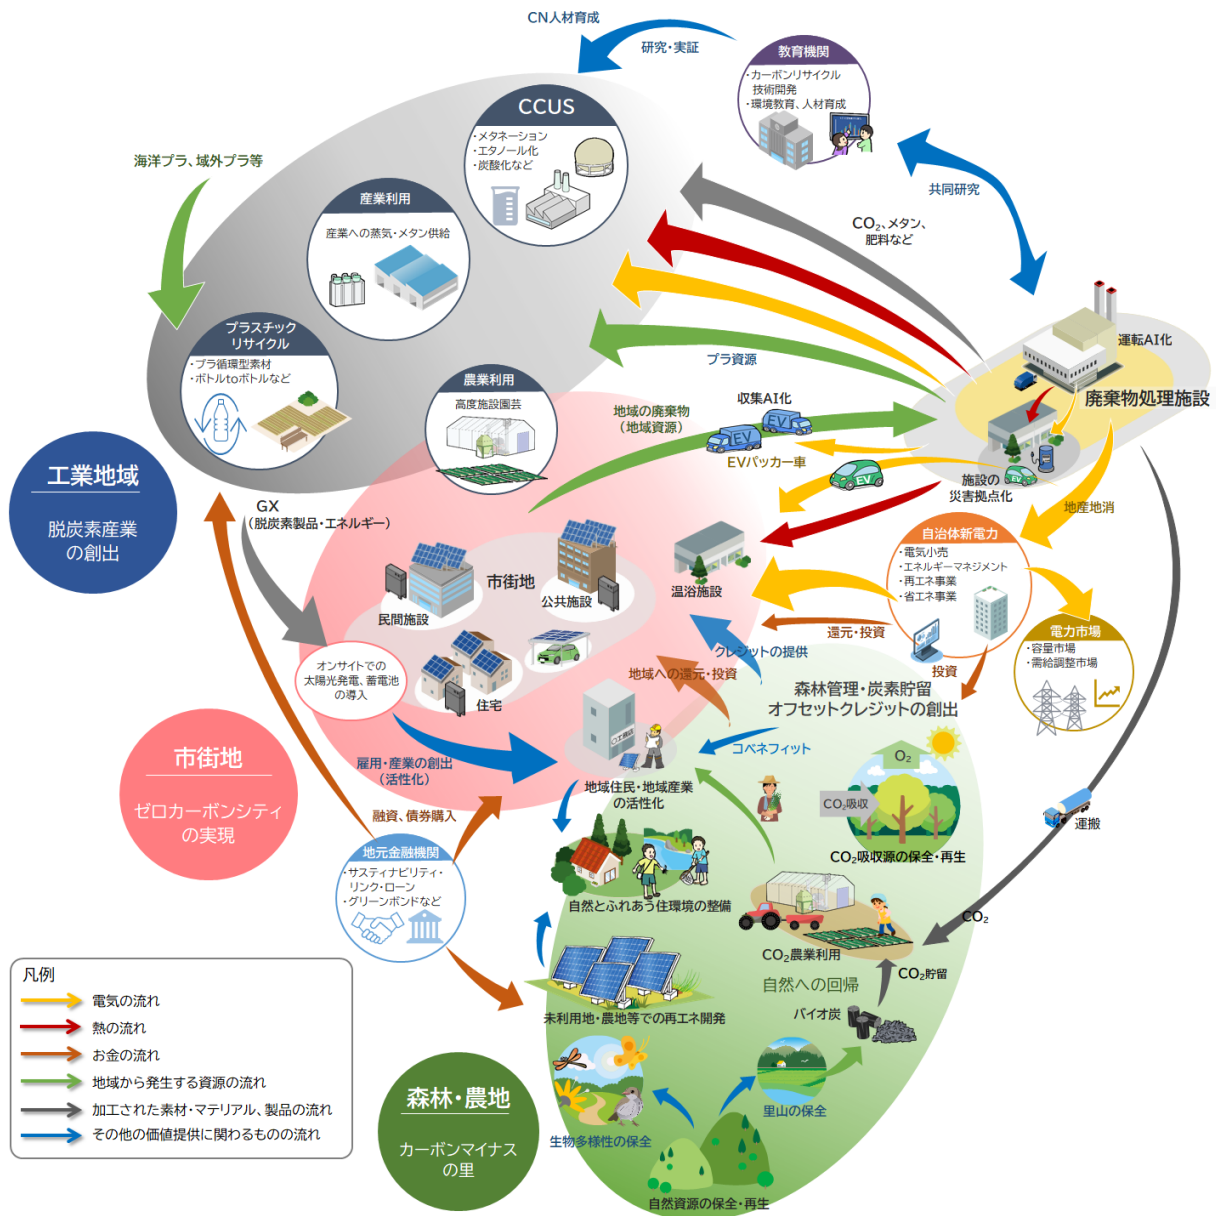 CN人材育成
研究・実証
教育機関
・カーボンリサイクル
技術開発
・環境教育、人材育成
CCUS
・メタネーション
・エタノール化
・炭酸化など
海洋プラ、域外プラ等
産業利用
産業への蒸気・メタン供給
共同研究
CO₂、メタン、
肥料など
プラスチック
リサイクル
・プラ循環型素材
・ボトルtoボトルなど
運転AI化
プラ資源
農業利用
高度施設園芸
廃棄物処理施設
地域の廃棄物
（地域資源）
収集AI化
EV
EV
EVパッカー車
EV
EV
施設の
災害拠点化
地産地消
工業地域
脱炭素産業
の創出
GX
（脱炭素製品・エネルギー）
自治体新電力
・電気小売
・エネルギーマネジメント
・再エネ事業
・省エネ事業
市街地
民間施設
公共施設
温浴施設
還元・投資
電力市場
・容量市場
・需給調整市場
クレジットの提供
投資
オンサイトでの
太陽光発電、蓄電池
の導入
住宅
地域への還元・投資
森林管理・炭素貯留
オフセットクレジットの創出
〇工務店
コベネフィット
O₂
市街地
ゼロカーボンシティ
の実現
雇用・産業の創出
（活性化）
地域住民・地域産業
の活性化
CO₂吸収
運搬
融資、債券購入
CO₂吸収源の保全・再生
地元金融機関
・サスティナビリティ・
リンク・ローン
・グリーンボンドなど
自然とふれあう住環境の整備
CO₂
CO₂農業利用
CO₂貯留
自然への回帰
凡例
電気の流れ
熱の流れ
お金の流れ
地域から発生する資源の流れ
加工された素材・マテリアル、製品の流れ
その他の価値提供に関わるものの流れ
未利用地・農地等での再エネ開発
バイオ炭
森林・農地
カーボンマイナス
の里
里山の保全
生物多様性の保全
自然資源の保全・再生